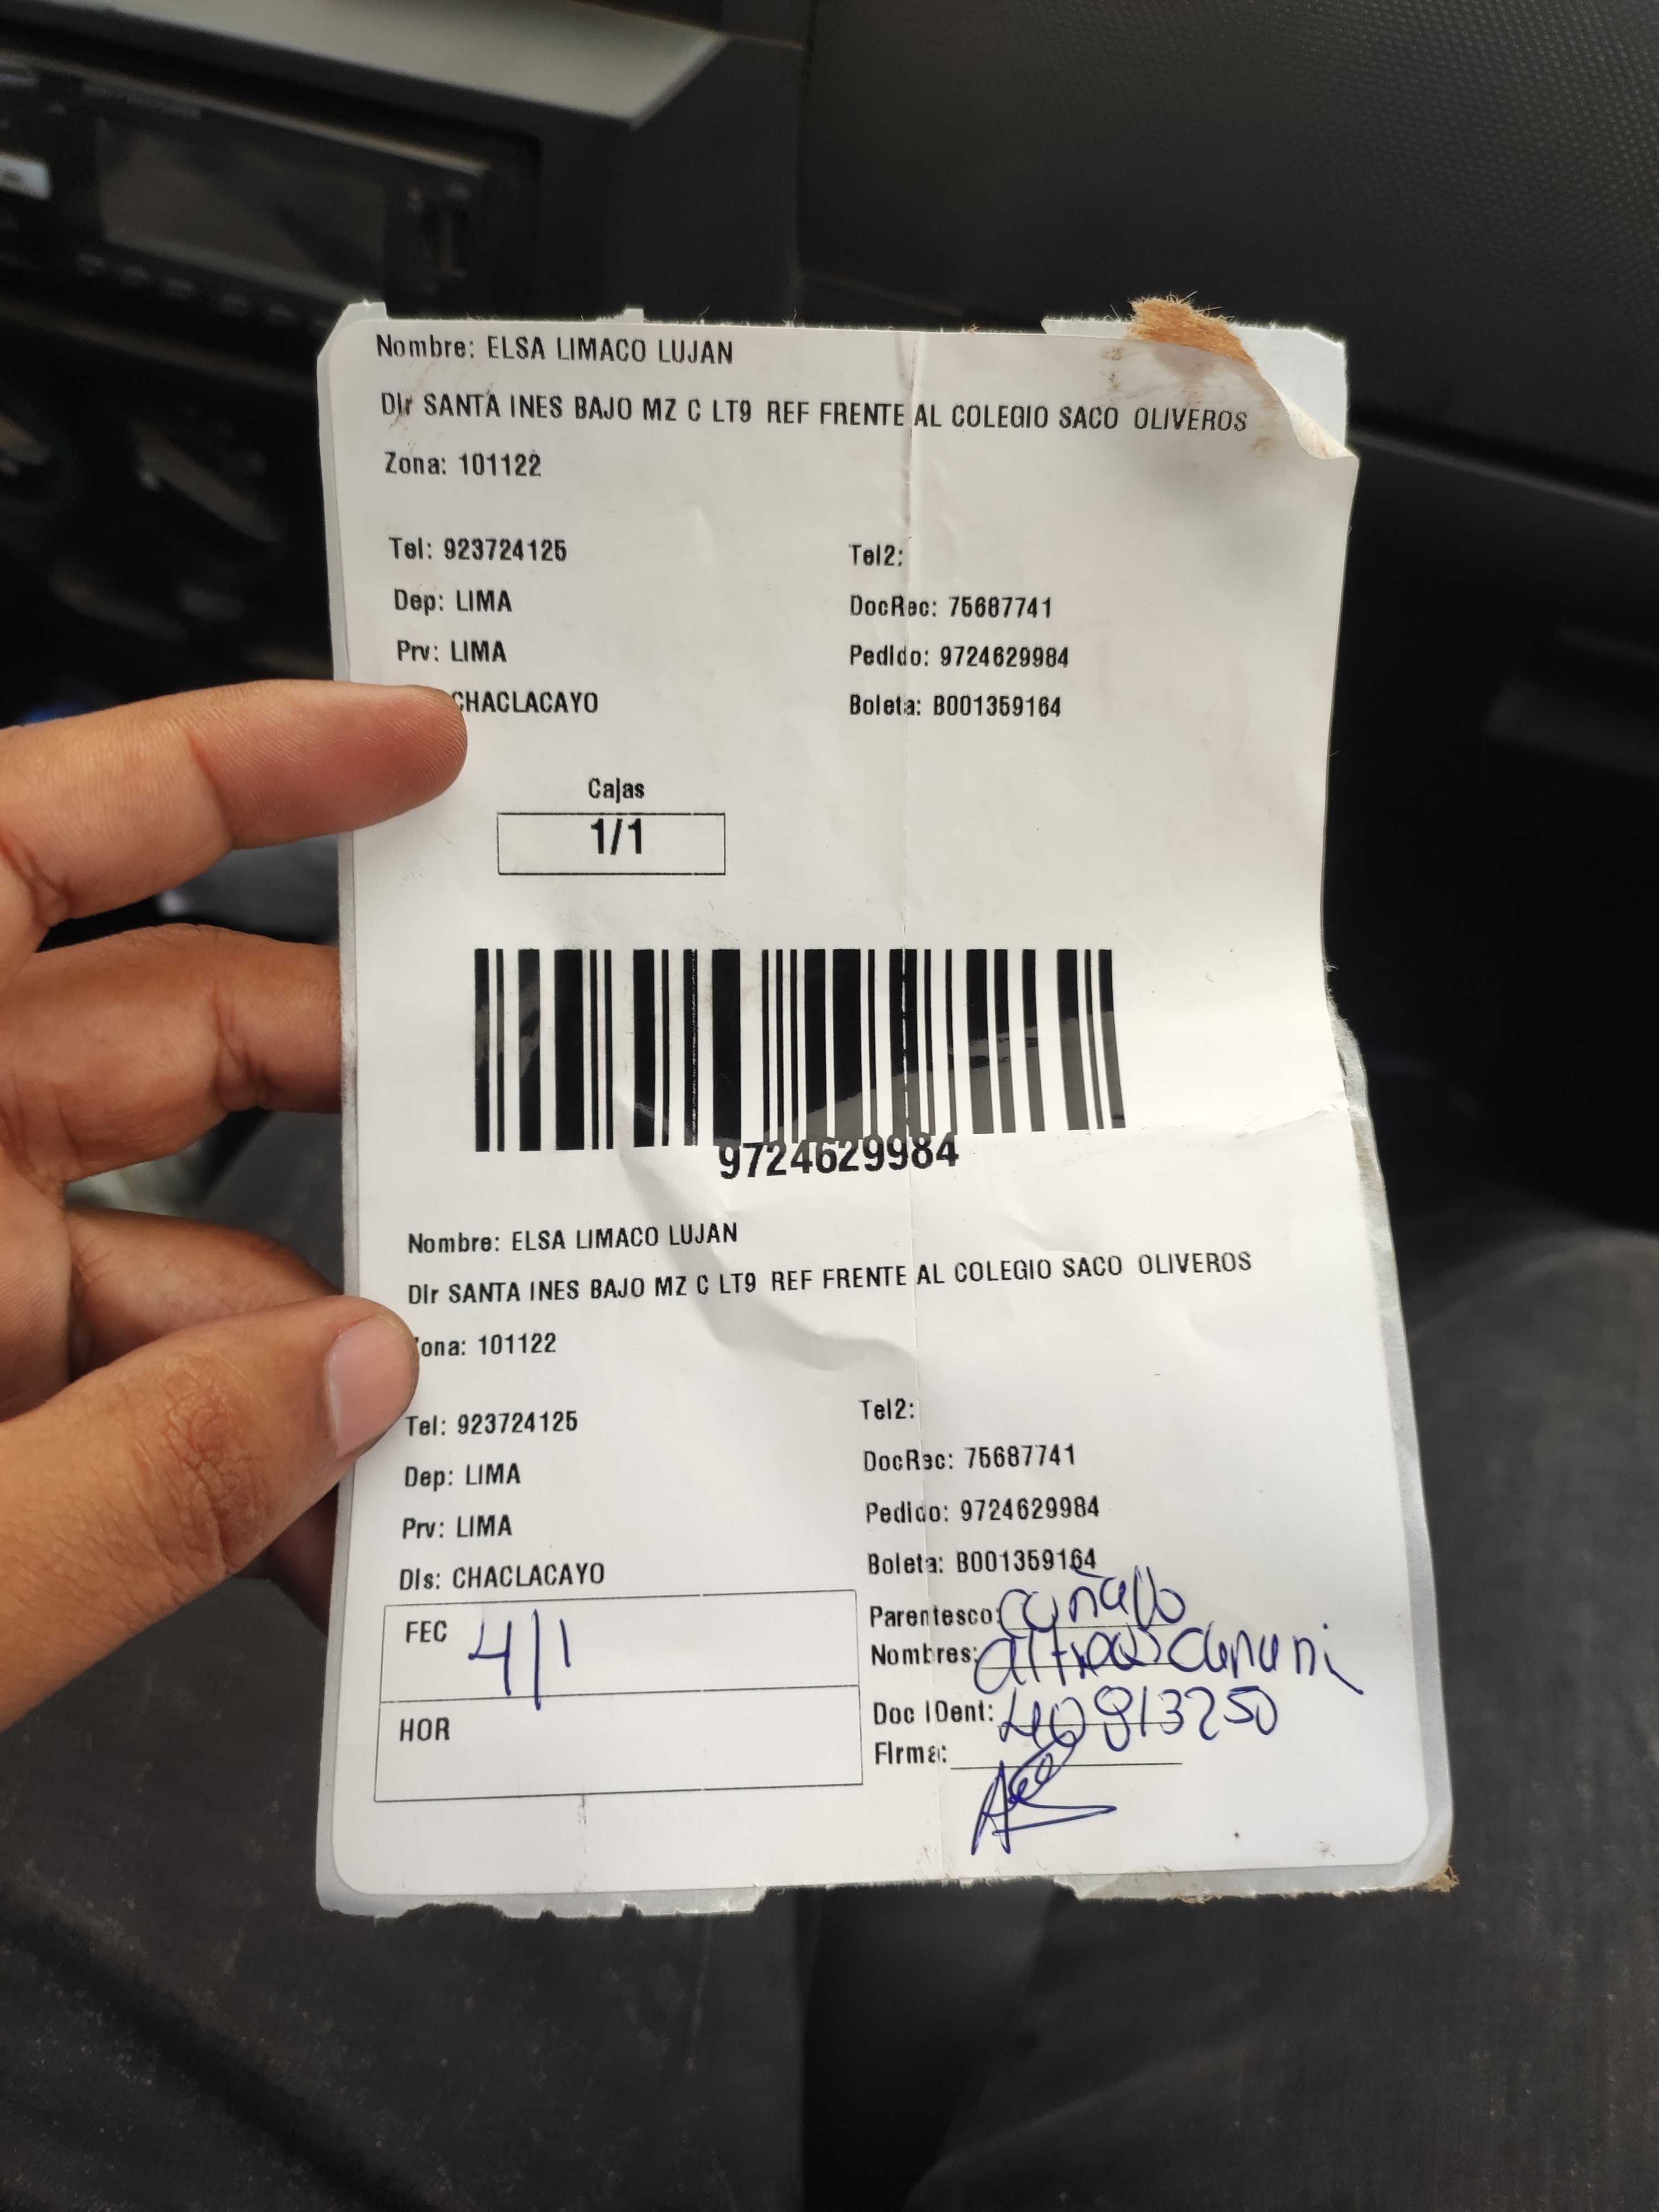 Nombre: ELSA LIMACO LUJAN
Dir SANTA INES BAJO MZ C LT9 REF FRENTE AL COLEGIO SACO OLIVEROS
Zona: 101122
Tel: 923724125 Tel2:
Dep: LIMA DocRec: 75687741
Prv: LIMA Pedido: 9724629984
CHACLACAYO Boleta: B001359164
Cajas
1/1
9724629984
Nombre: ELSA LIMACO LUJAN
Dir SANTA INES BAJO MZ C LT9 REF FRENTE AL COLEGIO SACO OLIVEROS
ona: 101122
Tel: 923724125 Tel2:
Dep: LIMA DocRec: 75687741
Prv: LIMA Pedido: 9724629984
Dis: CHACLACAYO Boleta: B001359164
FEC 4/1 Parentesco: cuñado
Nombres:
HOR Doc IDent: 40813250
Firma: